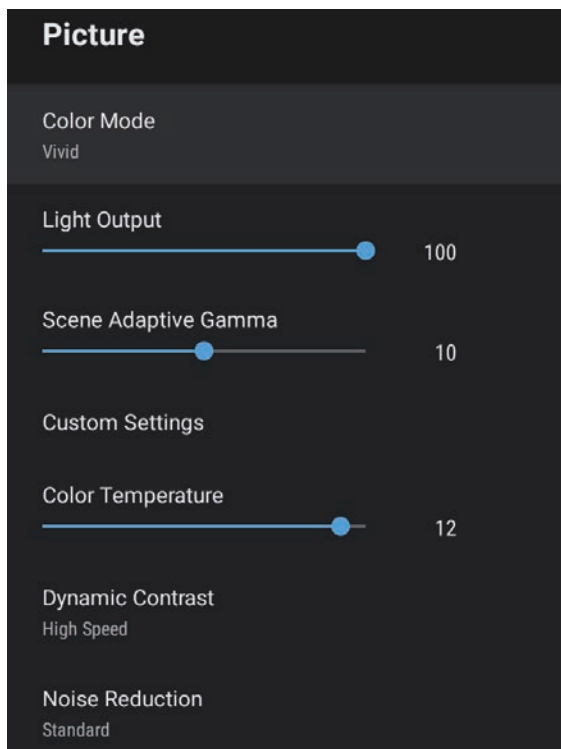 Picture
Color Mode
Vivid
Light Output
100
Scene Adaptive Gamma
10
Custom Settings
Color Temperature
12
Dynamic Contrast
High Speed
Noise Reduction
Standard